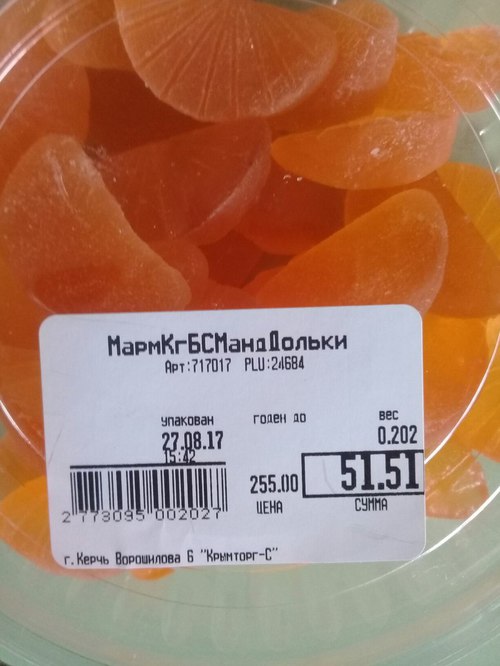 МармКгБСМандДольки
Арт:717017 PLU:24684
упакован годен до вес
27.08.17 0.202
15:42
255.00 51.51
ЦЕНА СУММА
2 773095 002027
г.Керчь Ворошилова 6 "Крымторг-С"